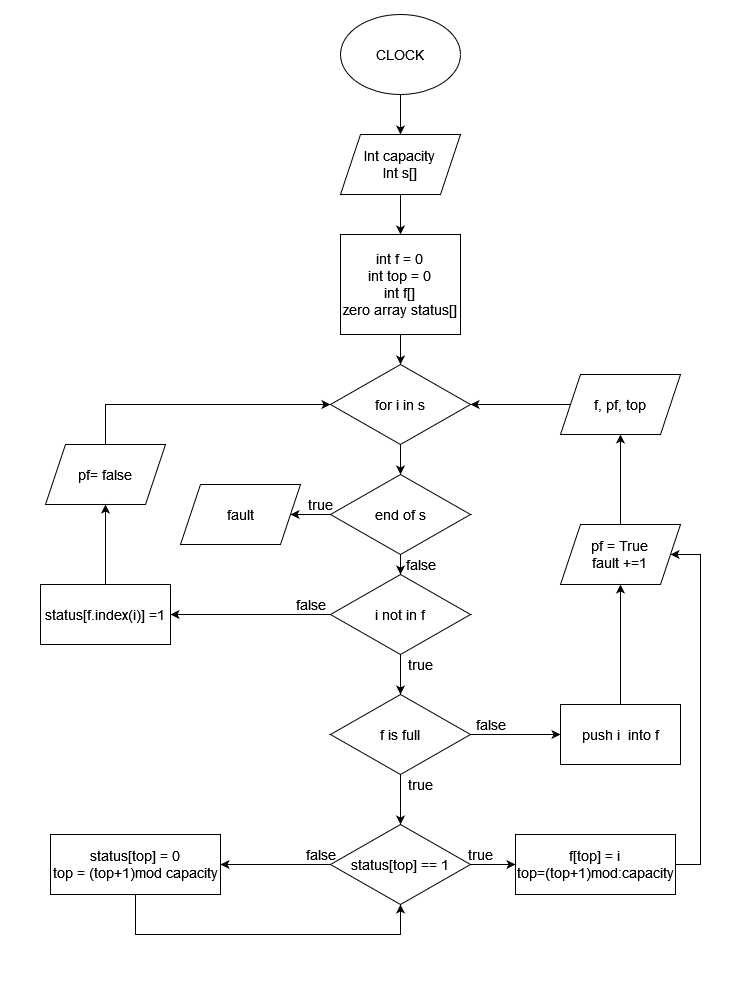 CLOCK
Int capacity
Int s[]
int f = 0
int top = 0
int f[]
zero array status[]
for i in s
f, pf, top
pf= false
fault
true
end of s
false
pf = True
fault +=1
status[f.index(i)] =1
false
i not in f
true
f is full
false
push i  into f
true
status[top] = 0
top = (top+1)mod capacity
false
status[top] == 1
true
f[top] = i
top=(top+1)mod:capacity